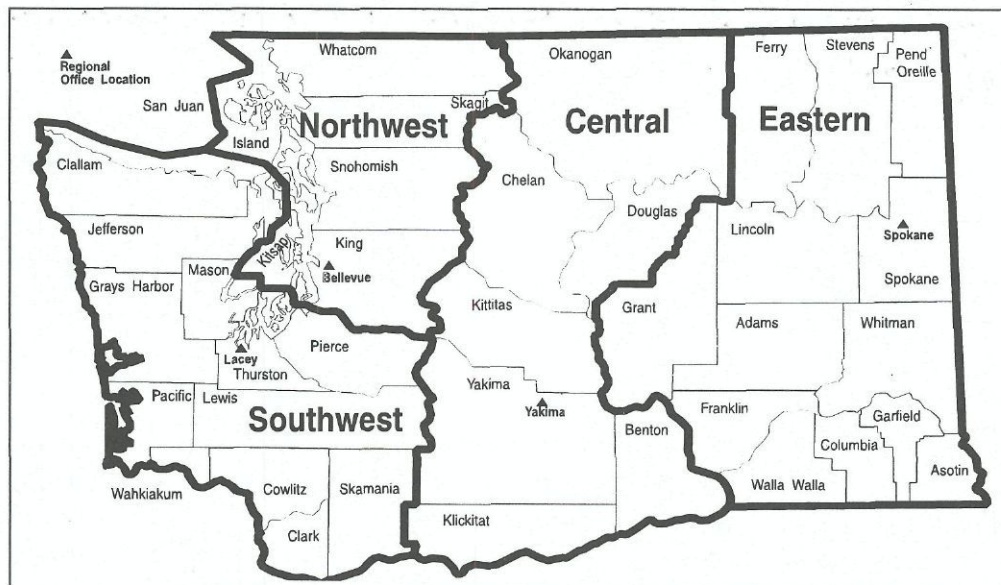 Regional
Office Location
San Juan
Whatcom
Skagit
Northwest
Island
Snohomish
Okanogan
Central
Ferry
Stevens
Pend
Oreille
Eastern
Clallam
Jefferson
Kitsap
King
Bellevue
Chelan
Douglas
Lincoln
Spokane
Spokane
Mason
Grays Harbor
Kittitas
Grant
Adams
Whitman
Pierce
Lacey
Thurston
Yakima
Yakima
Pacific
Lewis
Southwest
Benton
Franklin
Garfield
Columbia
Asotin
Walla Walla
Wahkiakum
Cowlitz
Skamania
Clark
Klickitat